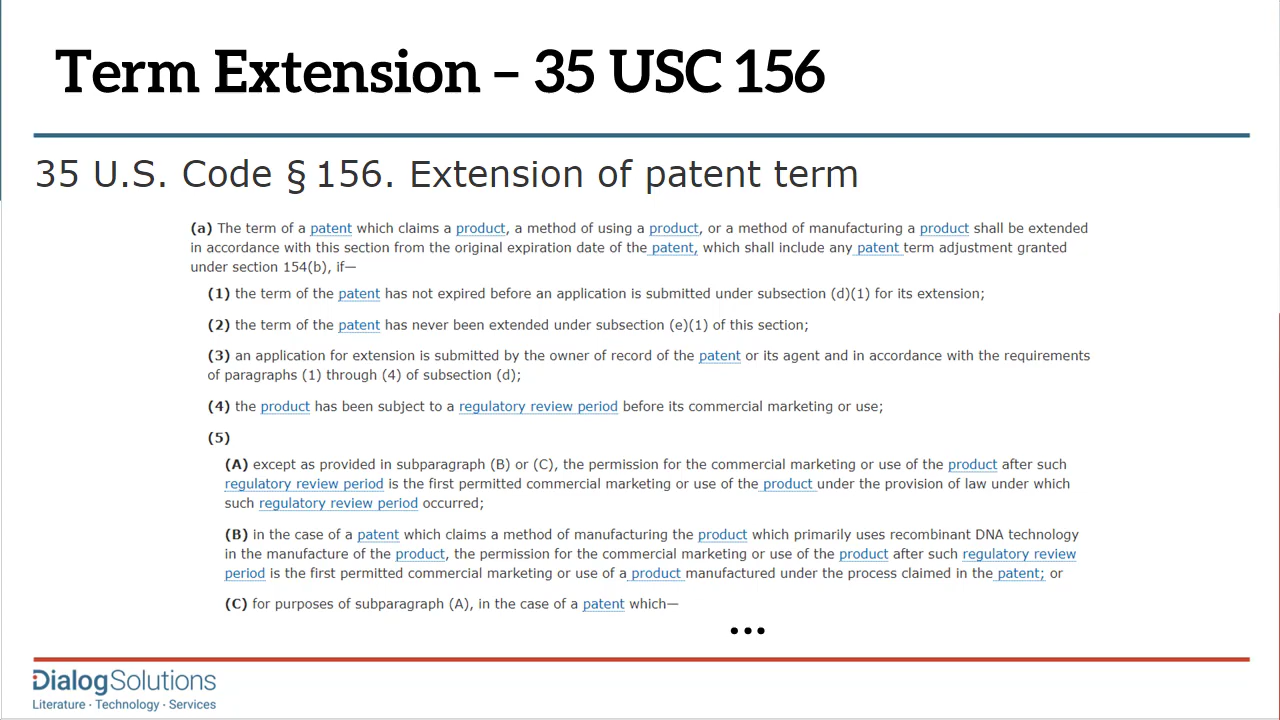 Term Extension – 35 USC 156
35 U.S. Code § 156. Extension of patent term
(a) The term of a patent which claims a product, a method of using a product, or a method of manufacturing a product shall be extended
in accordance with this section from the original expiration date of the patent, which shall include any patent term adjustment granted
under section 154(b), if—
(1) the term of the patent has not expired before an application is submitted under subsection (d)(1) for its extension;
(2) the term of the patent has never been extended under subsection (e)(1) of this section;
(3) an application for extension is submitted by the owner of record of the patent or its agent and in accordance with the requirements
of paragraphs (1) through (4) of subsection (d);
(4) the product has been subject to a regulatory review period before its commercial marketing or use;
(5)
(A) except as provided in subparagraph (B) or (C), the permission for the commercial marketing or use of the product after such
regulatory review period is the first permitted commercial marketing or use of the product under the provision of law under which
such regulatory review period occurred;
(B) in the case of a patent which claims a method of manufacturing the product which primarily uses recombinant DNA technology
in the manufacture of the product, the permission for the commercial marketing or use of the product after such regulatory review
period is the first permitted commercial marketing or use of a product manufactured under the process claimed in the patent; or
(C) for purposes of subparagraph (A), in the case of a patent which—
...
DialogSolutions
Literature · Technology · Services